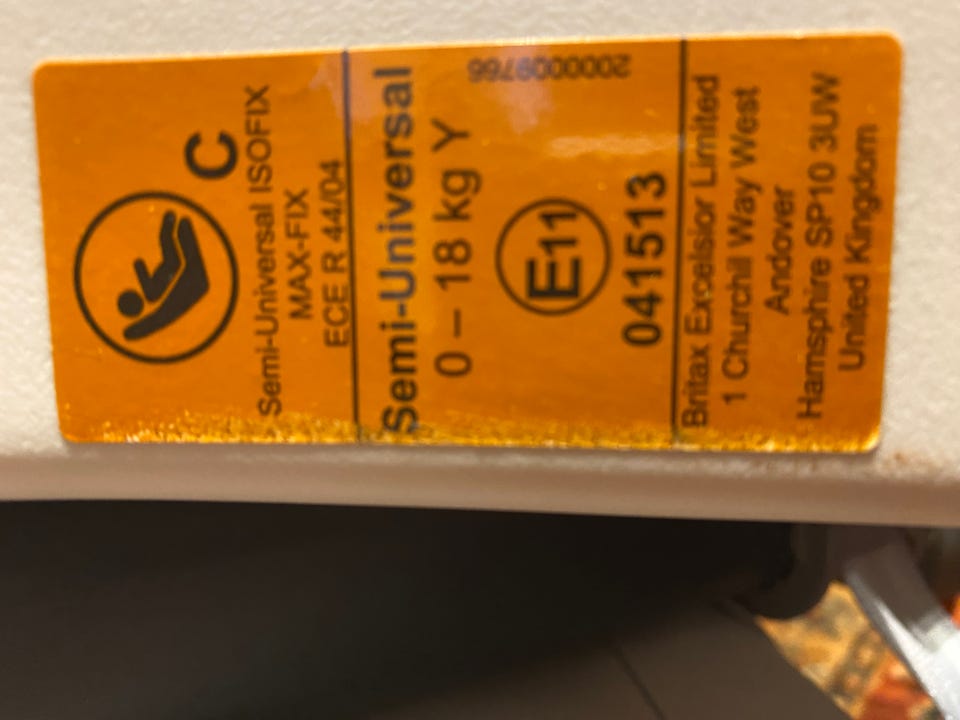 C
Semi-Universal ISOFIX
MAX-FIX
ECE R 44/04
Semi-Universal
0 – 18 kg Y
2000009766
E11
041513
Britax Excelsior Limited
1 Churchill Way West
Andover
Hamsphire SP10 3UW
United Kingdom